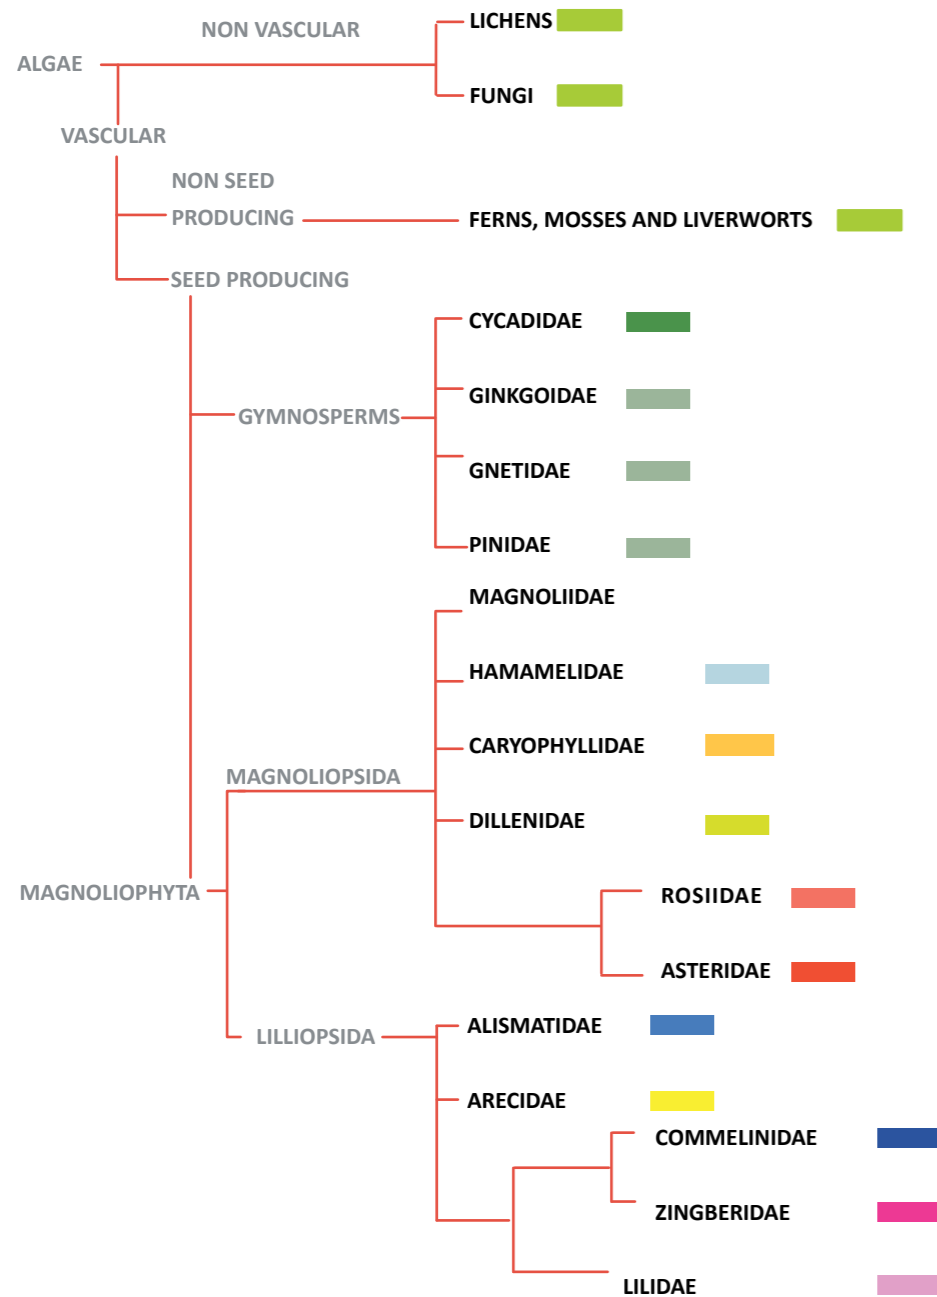 NON VASCULAR
LICHENS
ALGAE
FUNGI
VASCULAR
NON SEED
PRODUCING
FERNS, MOSSES AND LIVERWORTS
SEED PRODUCING
CYCADIDAE
GINKGOIDAE
GYMNOSPERMS
GNETIDAE
PINIDAE
MAGNOLIIDAE
HAMAMELIDAE
CARYOPHYLLIDAE
MAGNOLIOPSIDA
DILLENIDAE
MAGNOLIOPHYTA
ROSIIDAE
ASTERIDAE
ALISMATIDAE
LILLIOPSIDA
ARECIDAE
COMMELINIDAE
ZINGBERIDAE
LILIDAE